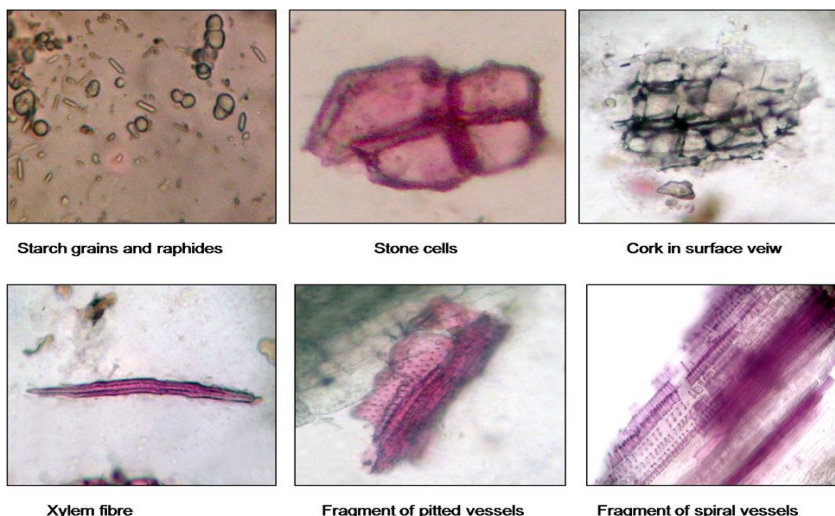 Starch grains and raphides
Stone cells
Cork in surface veiw
Xylem fibre
Fragment of pitted vessels
Fragment of spiral vessels